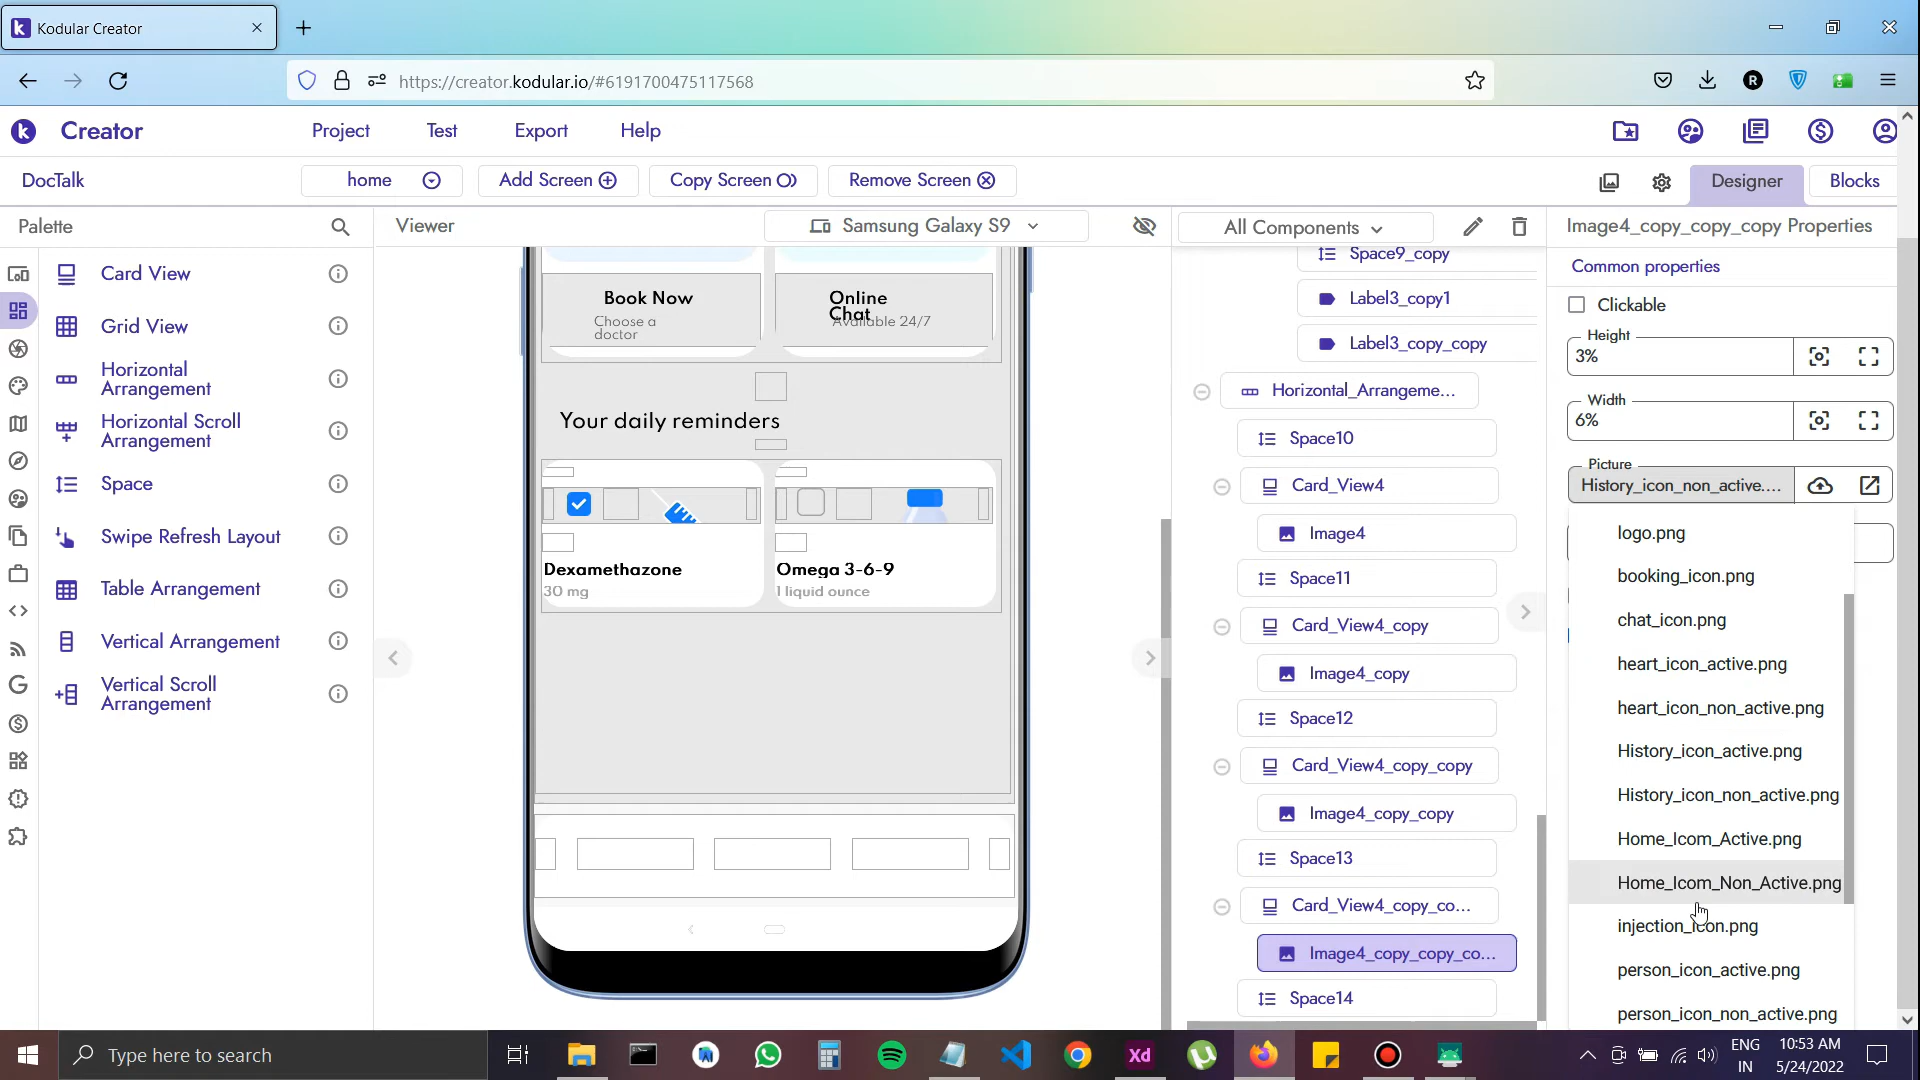 Kodular Creator
https://creator.kodular.io/#6191700475117568
Creator
Project
Test
Export
Help
DocTalk
home
Add Screen
Copy Screen
Remove Screen
Designer
Blocks
Palette
Viewer
Samsung Galaxy S9
All Components
Image4_copy_copy_copy Properties
Card View
Grid View
Horizontal
Arrangement
Horizontal Scroll
Arrangement
Space
Swipe Refresh Layout
Table Arrangement
Vertical Arrangement
Vertical Scroll
Arrangement
Book Now
Choose a
doctor
Online
Chat
Available 24/7
Your daily reminders
Dexamethazone
30 mg
Omega 3-6-9
1 liquid ounce
Space9_copy
Label3_copy1
Label3_copy_copy
Horizontal_Arrangeme...
Space10
Card_View4
Image4
Space11
Card_View4_copy
Image4_copy
Space12
Card_View4_copy_copy
Image4_copy_copy
Space13
Card_View4_copy_co...
Image4_copy_copy_co...
Space14
Common properties
Clickable
Height
3%
Width
6%
Picture
History_icon_non_active....
logo.png
booking_icon.png
chat_icon.png
heart_icon_active.png
heart_icon_non_active.png
History_icon_active.png
History_icon_non_active.png
Home_Icom_Active.png
Home_Icom_Non_Active.png
injection_icon.png
person_icon_active.png
person_icon_non_active.png
Type here to search
Xd
ENG
IN
10:53 AM
5/24/2022